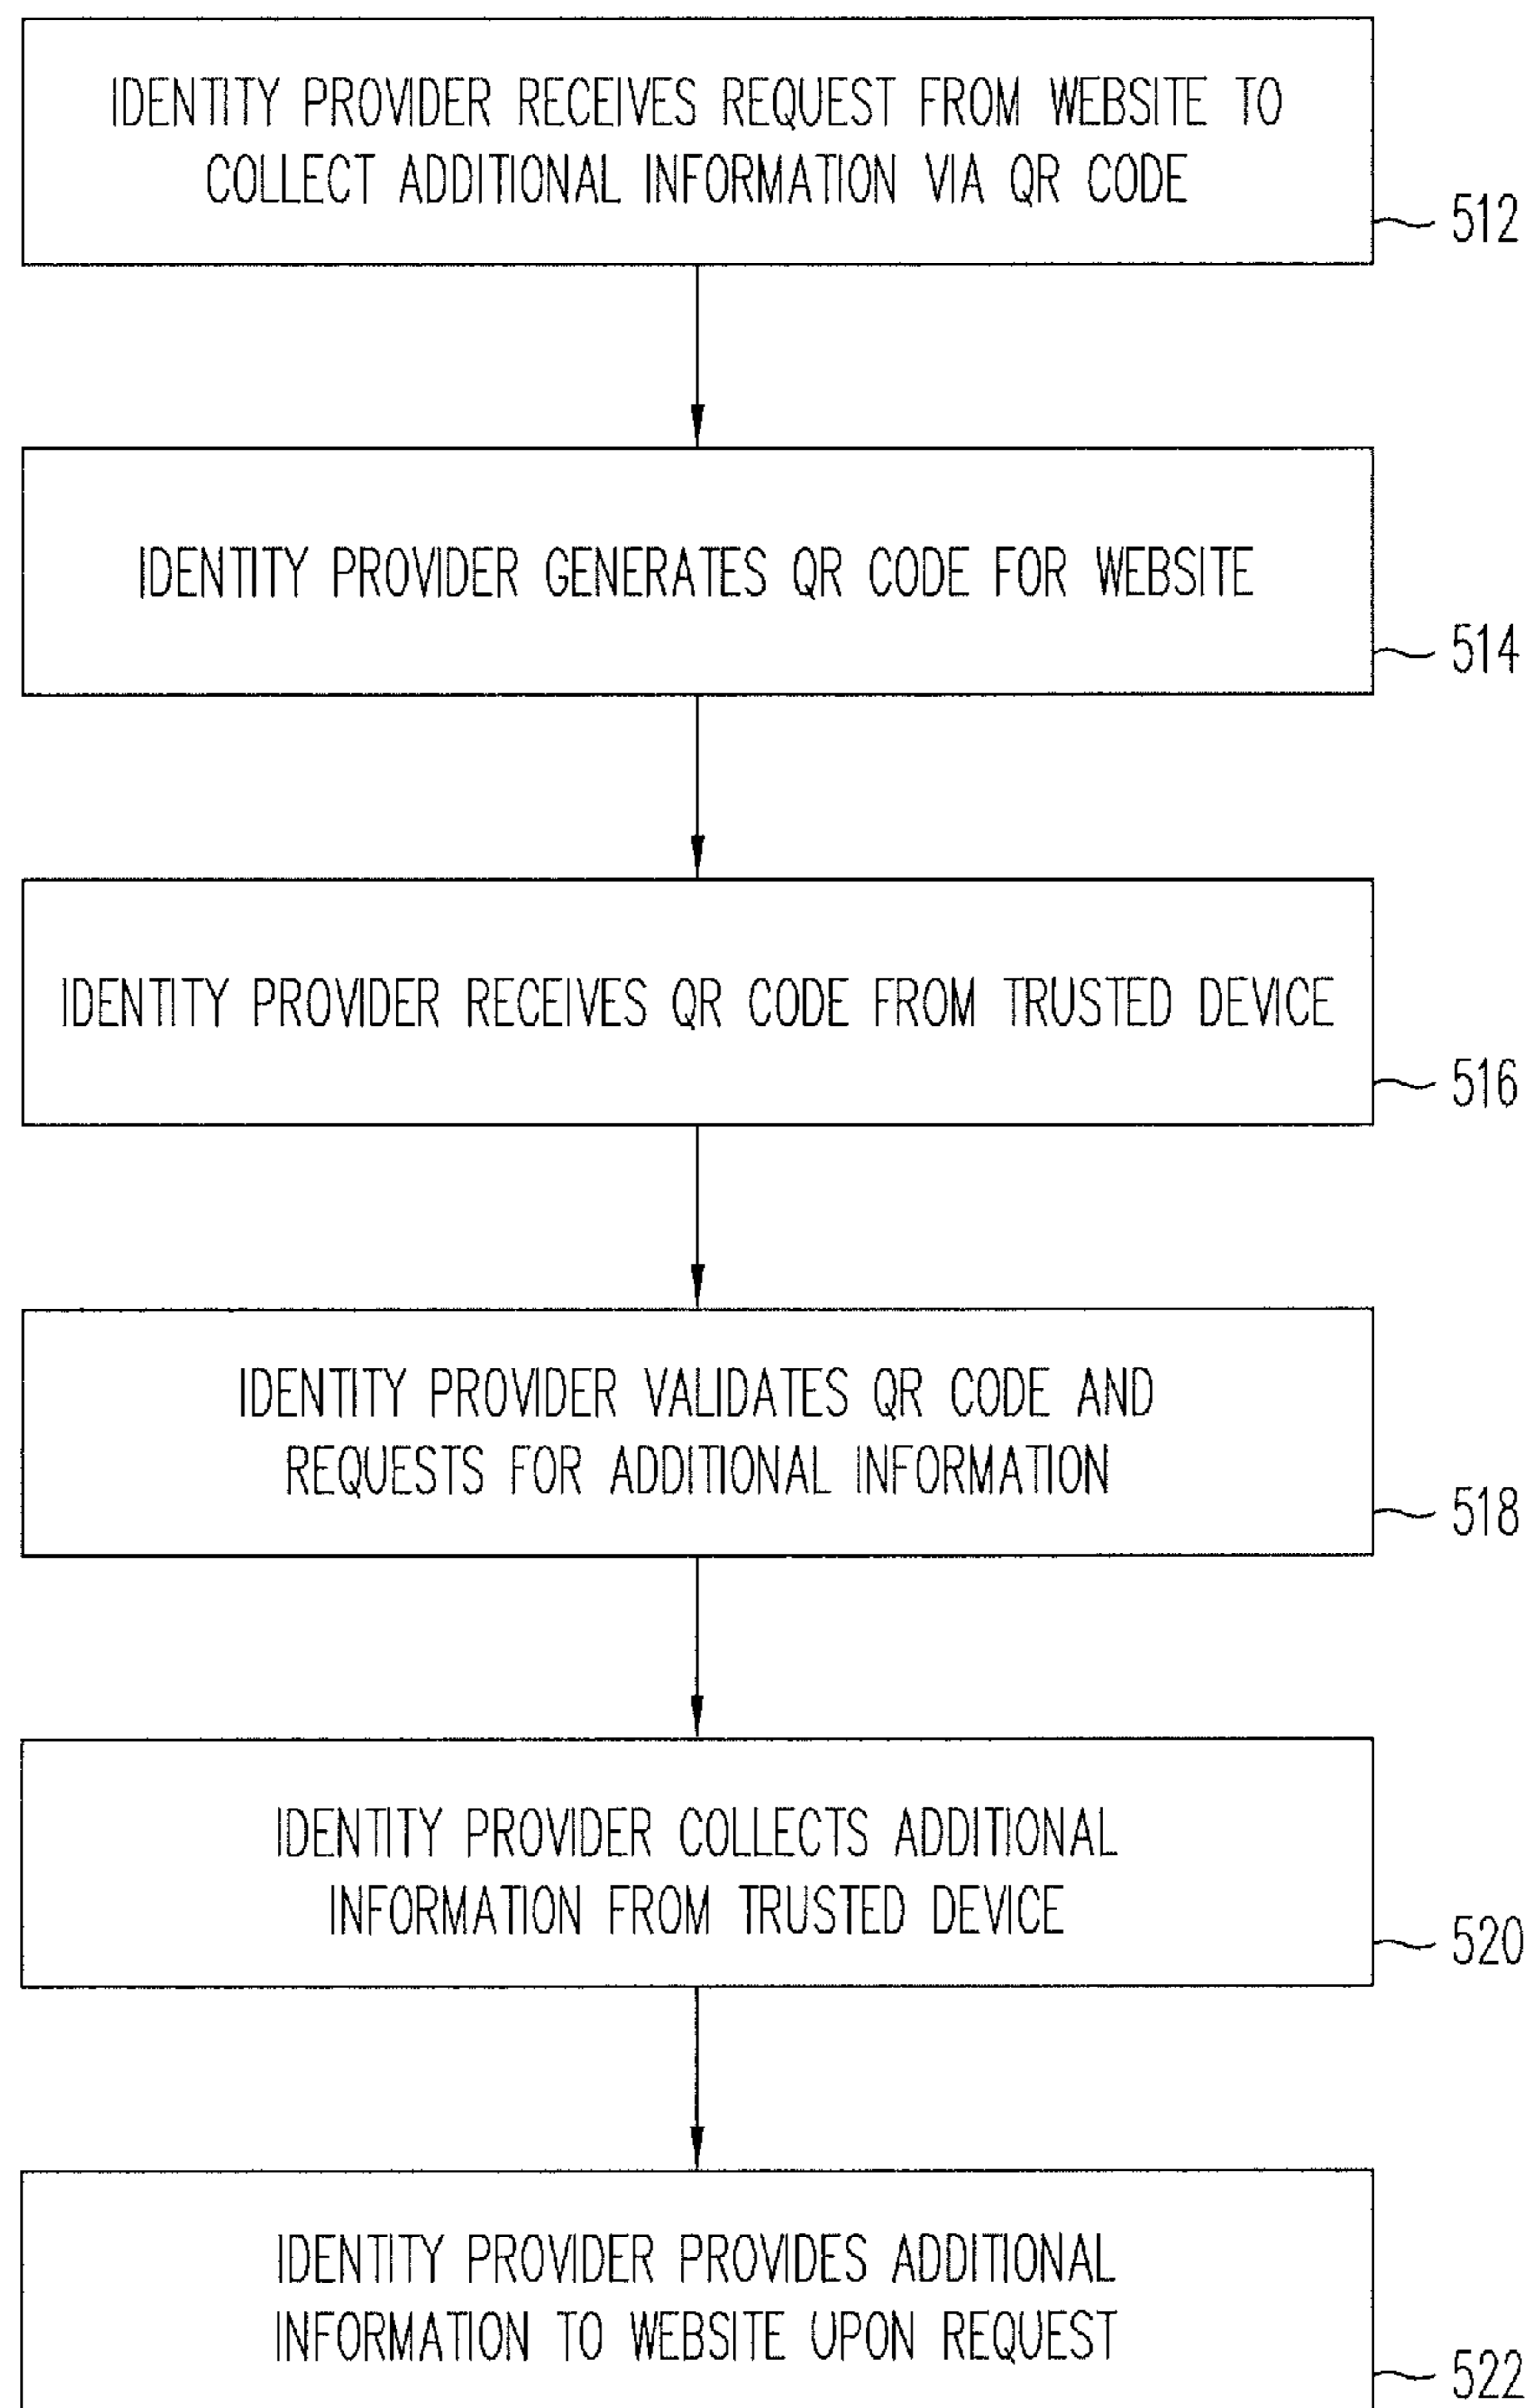 IDENTITY PROVIDER RECEIVES REQUEST FROM WEBSITE TO
COLLECT ADDITIONAL INFORMATION VIA QR CODE
512
IDENTITY PROVIDER GENERATES QR CODE FOR WEBSITE
514
IDENTITY PROVIDER RECEIVES QR CODE FROM TRUSTED DEVICE
516
IDENTITY PROVIDER VALIDATES QR CODE AND
REQUESTS FOR ADDITIONAL INFORMATION
518
IDENTITY PROVIDER COLLECTS ADDITIONAL
INFORMATION FROM TRUSTED DEVICE
520
IDENTITY PROVIDER PROVIDES ADDITIONAL
INFORMATION TO WEBSITE UPON REQUEST
522